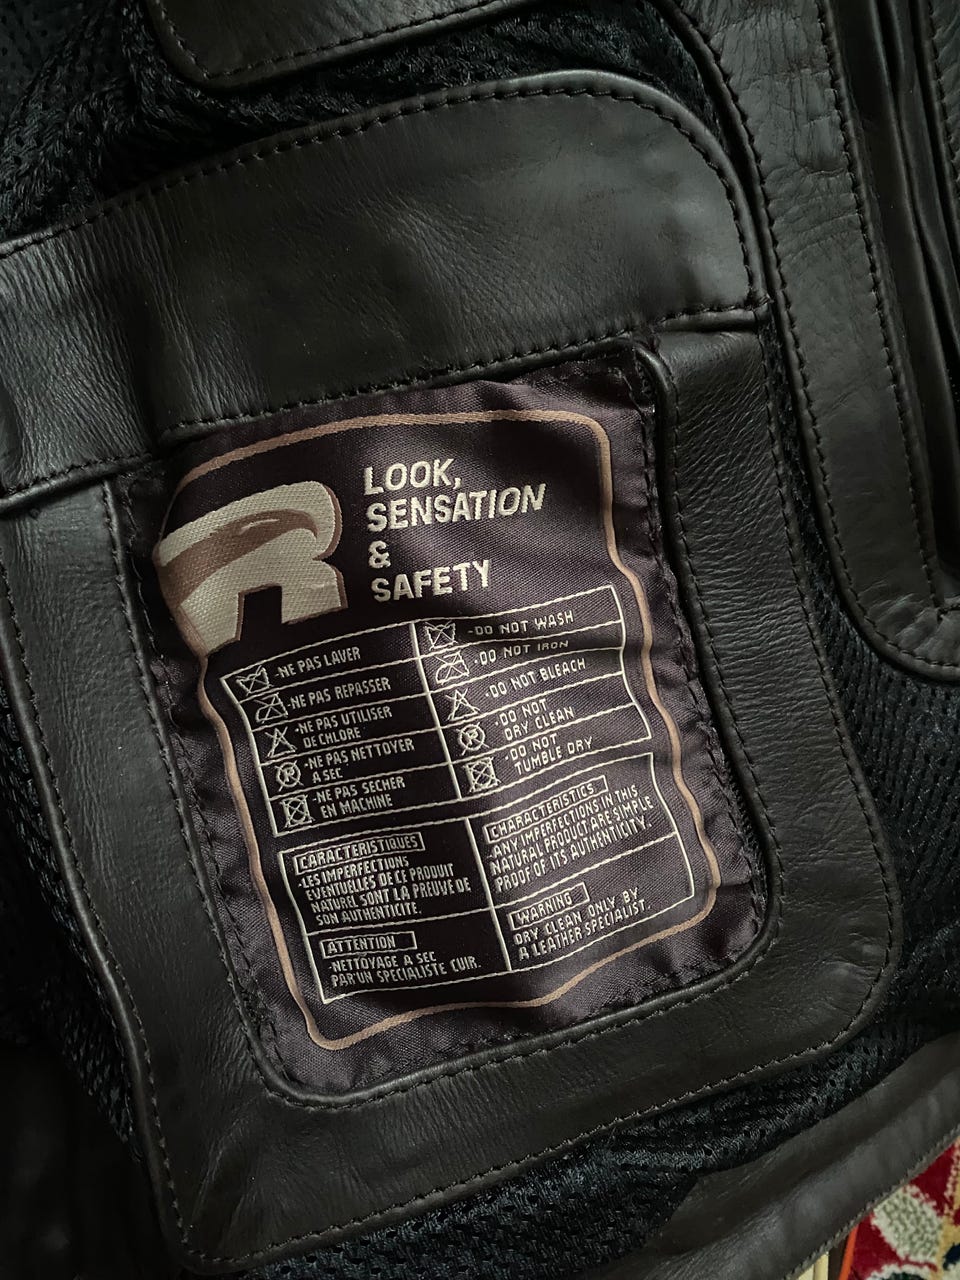 R
LOOK,
SENSATION
&
SAFETY
-NE PAS LAVER
-NE PAS REPASSER
-NE PAS UTILISER
DE CHLORE
-NE PAS NETTOYER
A SEC
-NE PAS SECHER
EN MACHINE
-DO NOT WASH
-DO NOT IRON
-DO NOT BLEACH
-DO NOT
DRY CLEAN
-DO NOT
TUMBLE DRY
CARACTERISTIQUES
-LES IMPERFECTIONS
EVENTUELLES DE CE PRODUIT
NATUREL SONT LA PREUVE DE
SON AUTHENTICITE.
ATTENTION
-NETTOYAGE A SEC
PAR UN SPECIALISTE CUIR.
CHARACTERISTICS
-ANY IMPERFECTIONS IN THIS
NATURAL PRODUCT ARE SIMPLE
PROOF OF ITS AUTHENTICITY.
WARNING
DRY CLEAN ONLY BY
A LEATHER SPECIALIST.